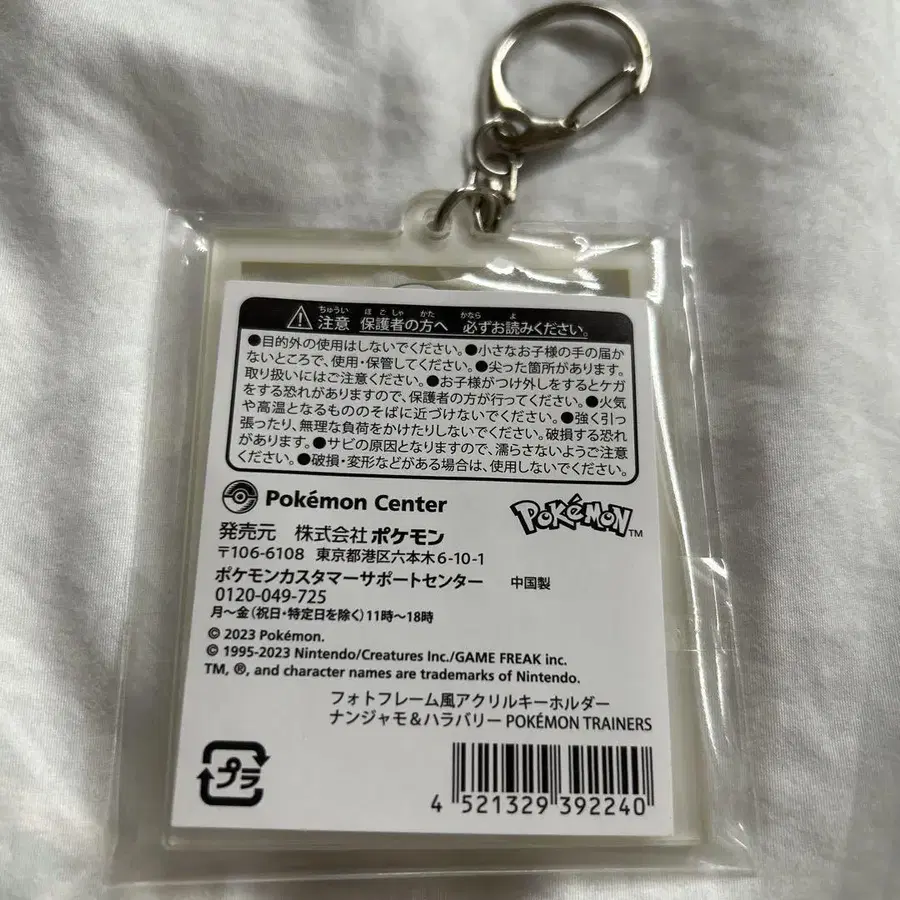 ちゅうい ほごしゃ かた かなら よ
注意 保護者の方へ 必ずお読みください。
●目的外の使用はしないでください。●小さなお子様の手の届か
ないところで、使用・保管してください。●尖った箇所があります。
取り扱いにはご注意ください。●お子様がつけ外しをするとケガ
をする恐れがありますので、保護者の方が行ってください。●火気
や高温となるもののそばに近づけないでください。●強く引っ
張ったり、無理な負荷をかけたりしないでください。破損する恐れ
があります。●サビの原因となりますので、濡らさないようご注意
ください。●破損・変形などがある場合は、使用しないでください。
Pokémon Center
POKéMON TM
発売元 株式会社ポケモン
〒106-6108 東京都港区六本木6-10-1
ポケモンカスタマーサポートセンター 中国製
0120-049-725
月～金(祝日・特定日を除く)11時～18時
© 2023 Pokémon.
© 1995-2023 Nintendo/Creatures Inc./GAME FREAK inc.
TM, ®, and character names are trademarks of Nintendo.
フォトフレーム風アクリルキーホルダー
ナンジャモ&ハラバリー POKÉMON TRAINERS
プラ
4 521329 392240